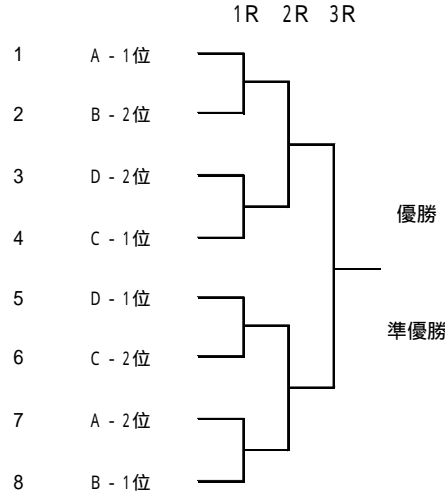 1R 2R 3R
1 A - 1位
2 B - 2位
3 D - 2位
4 C - 1位
優勝
5 D - 1位
準優勝
6 C - 2位
7 A - 2位
8 B - 1位